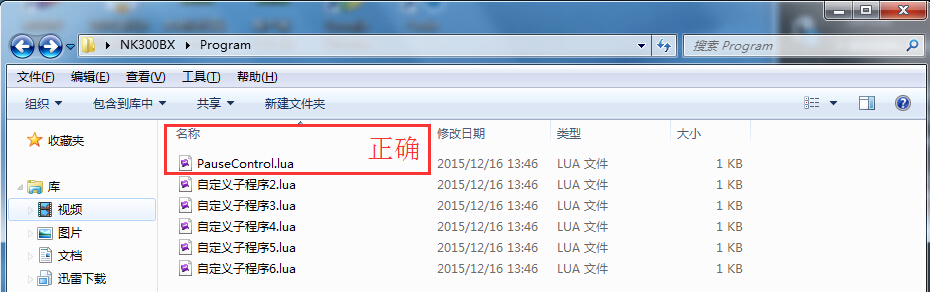 NK300BX ▸ Program
搜索 Program
文件(F) 编辑(E) 查看(V) 工具(T) 帮助(H)
组织 包含到库中 共享 新建文件夹
收藏夹
库
视频
图片
文档
迅雷下载
名称 修改日期 类型 大小
正确
PauseControl.lua 2015/12/16 13:46 LUA 文件 1 KB
自定义子程序2.lua 2015/12/16 13:46 LUA 文件 1 KB
自定义子程序3.lua 2015/12/16 13:46 LUA 文件 1 KB
自定义子程序4.lua 2015/12/16 13:46 LUA 文件 1 KB
自定义子程序5.lua 2015/12/16 13:46 LUA 文件 1 KB
自定义子程序6.lua 2015/12/16 13:46 LUA 文件 1 KB